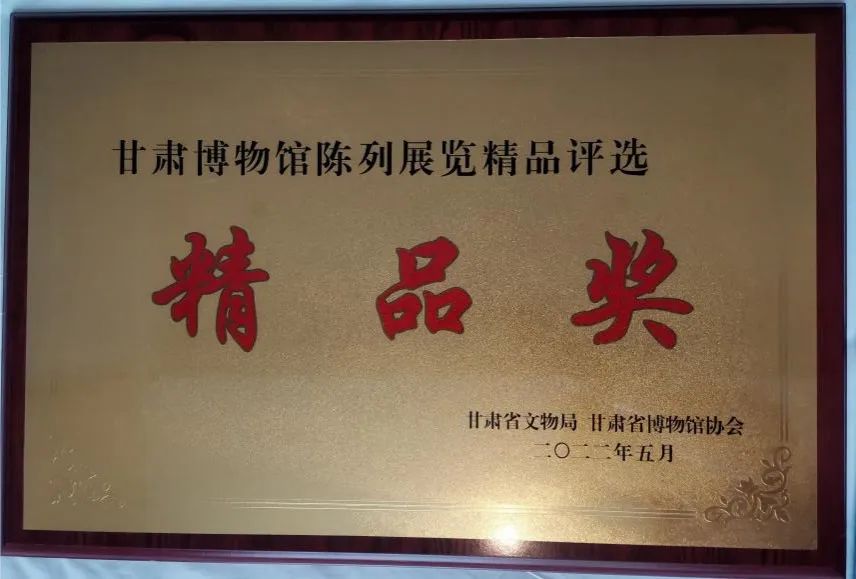 甘肃博物馆陈列展览精品评选
精品奖
甘肃省文物局 甘肃省博物馆协会
二〇二二年五月